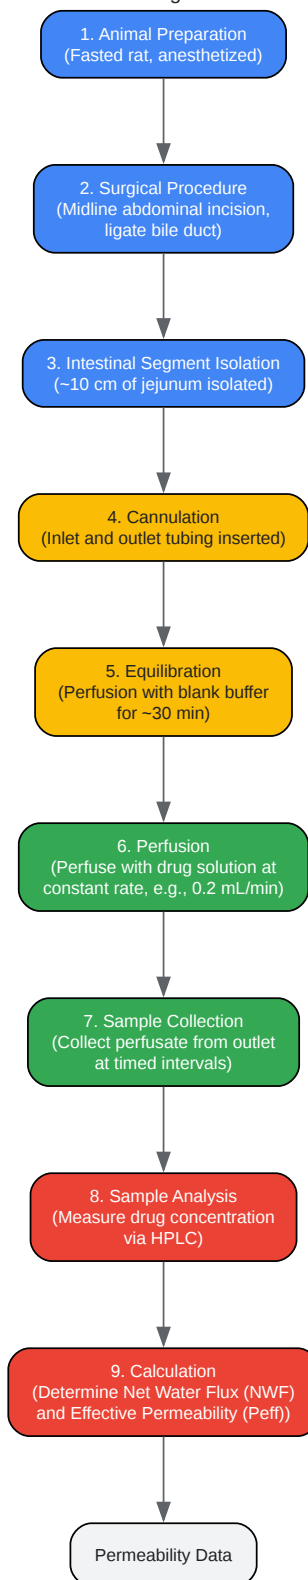 1. Animal Preparation
(Fasted rat, anesthetized)
2. Surgical Procedure
(Midline abdominal incision,
ligate bile duct)
3. Intestinal Segment Isolation
(~10 cm of jejunum isolated)
4. Cannulation
(Inlet and outlet tubing inserted)
5. Equilibration
(Perfusion with blank buffer
for ~30 min)
6. Perfusion
(Perfuse with drug solution at
constant rate, e.g., 0.2 mL/min)
7. Sample Collection
(Collect perfusate from outlet
at timed intervals)
8. Sample Analysis
(Measure drug concentration
via HPLC)
9. Calculation
(Determine Net Water Flux (NWF)
and Effective Permeability (Peff))
Permeability Data